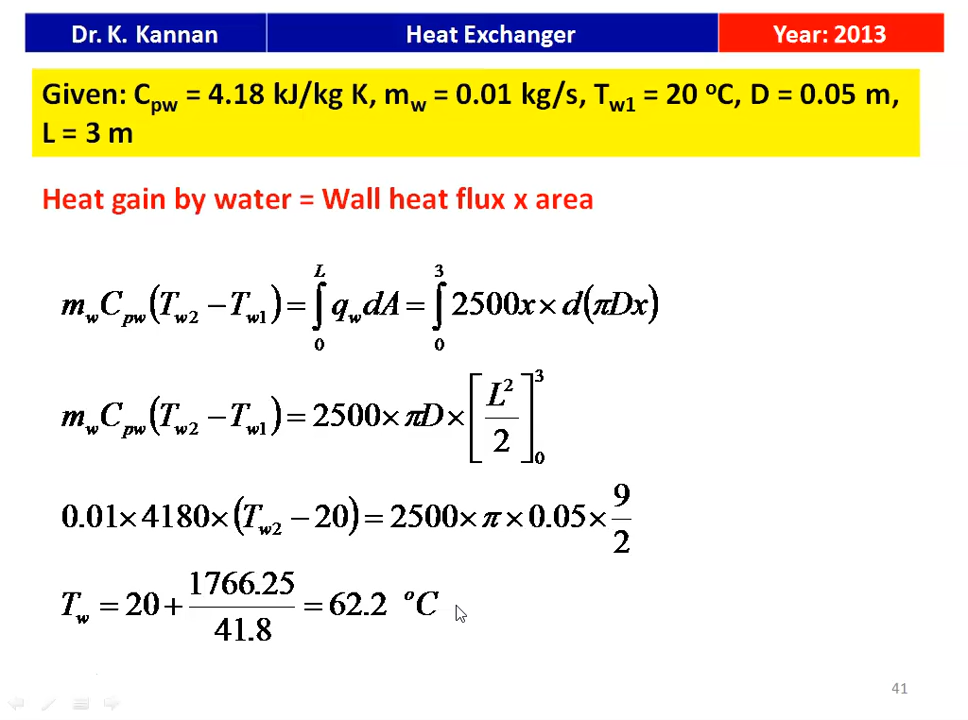 Dr. K. Kannan Heat Exchanger Year: 2013
Given: C_pw = 4.18 kJ/kg K, m_w = 0.01 kg/s, T_w1 = 20 °C, D = 0.05 m,
L = 3 m
Heat gain by water = Wall heat flux x area
m_w C_pw (T_w2 − T_w1) = ∫_0^L q_w dA = ∫_0^3 2500x × d(πDx)
m_w C_pw (T_w2 − T_w1) = 2500 × πD × [L²/2]_0^3
0.01 × 4180 × (T_w2 − 20) = 2500 × π × 0.05 × 9/2
T_w = 20 + 1766.25/41.8 = 62.2 °C
41